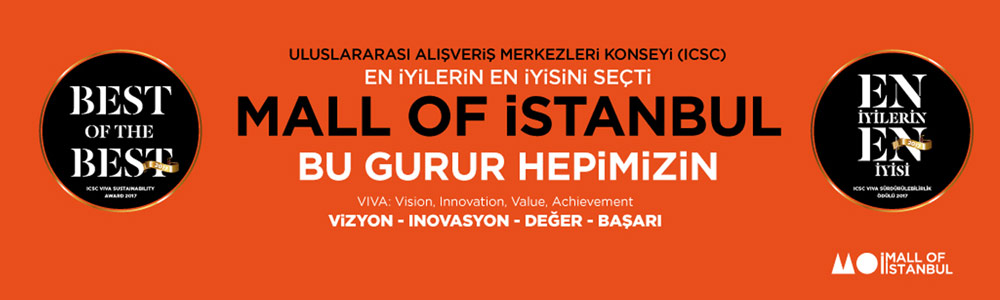 ULUSLARARASI ALIŞVERİŞ MERKEZLERİ KONSEYİ (ICSC)
EN İYİLERİN EN İYİSİNİ SEÇTİ
MALL OF İSTANBUL
BU GURUR HEPİMİZİN
VIVA: Vision, Innovation, Value, Achievement
VİZYON - INOVASYON - DEĞER - BAŞARI
BEST
OF THE
BEST
ICSC VIVA SUSTAINABILITY
AWARD 2017
EN
İYİLERİN
EN
İYİSİ
ICSC VIVA SÜRDÜRÜLEBİLİRLİK
ÖDÜLÜ 2017
MOİ MALL OF
İSTANBUL